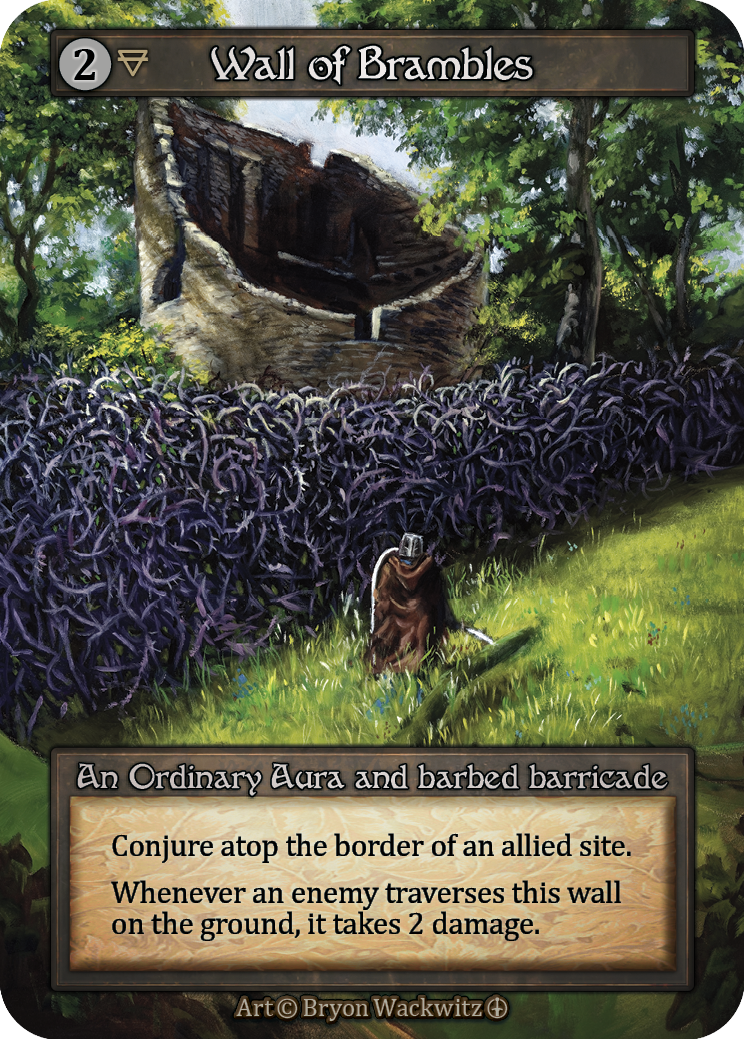 2 Wall of Brambles
An Ordinary Aura and barbed barricade
Conjure atop the border of an allied site.
Whenever an enemy traverses this wall
on the ground, it takes 2 damage.
Art © Bryon Wackwitz